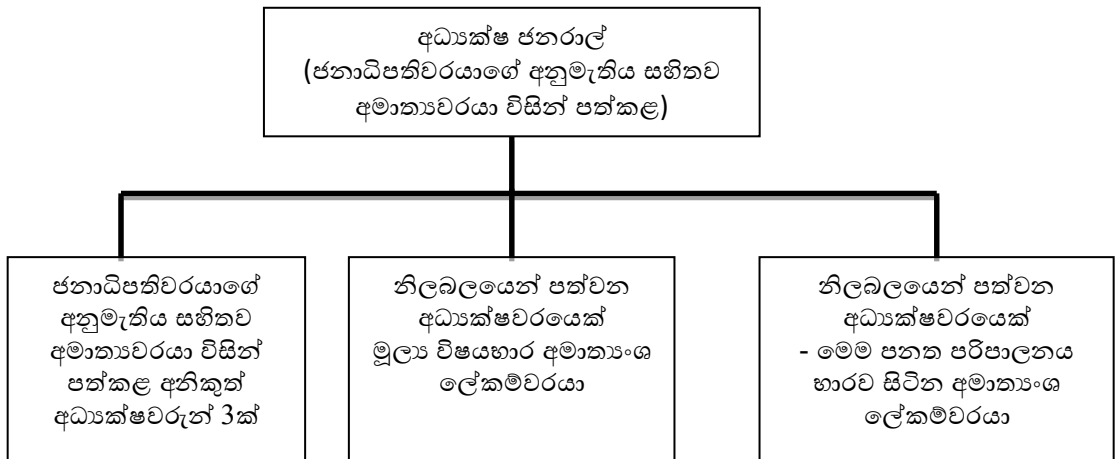 අධ්‍යක්ෂ ජනරාල්
(ජනාධිපතිවරයාගේ අනුමැතිය සහිතව
අමාත්‍යවරයා විසින් පත්කළ)
ජනාධිපතිවරයාගේ
අනුමැතිය සහිතව
අමාත්‍යවරයා විසින්
පත්කළ අනිකුත්
අධ්‍යක්ෂවරුන් 3ක්
නිලබලයෙන් පත්වන
අධ්‍යක්ෂවරයෙක්
මූල්‍ය විෂයභාර අමාත්‍යංශ
ලේකම්වරයා
නිලබලයෙන් පත්වන
අධ්‍යක්ෂවරයෙක්
- මෙම පනත පරිපාලනය
භාරව සිටින අමාත්‍යංශ
ලේකම්වරයා